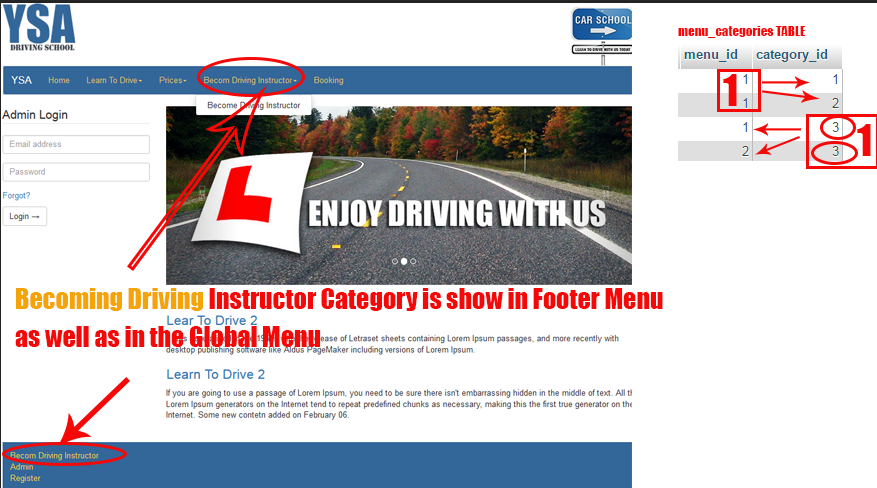 YSA
DRIVING SCHOOL
CAR SCHOOL
LEARN TO DRIVE WITH US TODAY
YSA Home Learn To Drive Prices Becom Driving Instructor Booking
Become Driving Instructor
Admin Login
Email address
Password
Forgot?
Login →
ENJOY DRIVING WITH US
Becoming Driving Instructor Category is show in Footer Menu
as well as in the Global Menu
Lear To Drive 2
ease of Letraset sheets containing Lorem Ipsum passages, and more recently with
desktop publishing software like Aldus PageMaker including versions of Lorem Ipsum.
Learn To Drive 2
If you are going to use a passage of Lorem Ipsum, you need to be sure there isn't embarrassing hidden in the middle of text. All th
Lorem Ipsum generators on the Internet tend to repeat predefined chunks as necessary, making this the first true generator on the
Internet. Some new contetn added on February 06.
Becom Driving Instructor
Admin
Register
menu_categories TABLE
menu_id category_id
1 1
1 2
1 3
2 3
1
1